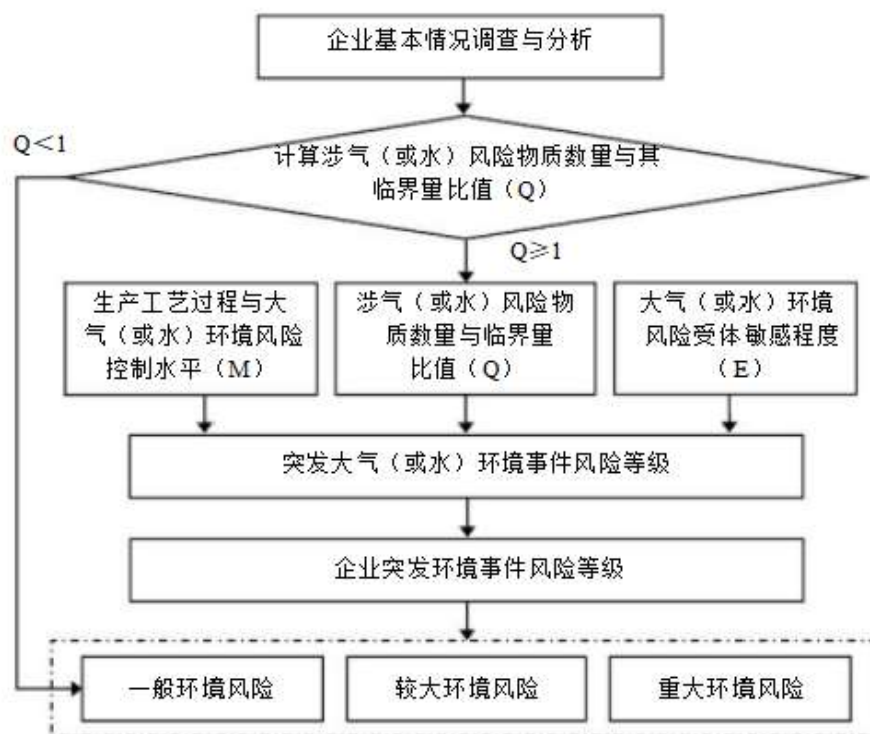 企业基本情况调查与分析
Q＜1
计算涉气（或水）风险物质数量与其
临界量比值（Q）
Q≥1
生产工艺过程与大
气（或水）环境风险
控制水平（M）
涉气（或水）风险物
质数量与临界量
比值（Q）
大气（或水）环境
风险受体敏感程度
（E）
突发大气（或水）环境事件风险等级
企业突发环境事件风险等级
一般环境风险
较大环境风险
重大环境风险